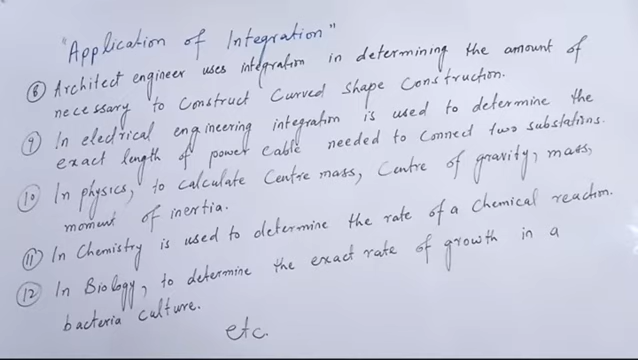 "Application of Integration"
⑧ Architect engineer uses integration in determining the amount of
necessary to construct Curved shape Construction.
⑨ In electrical engineering integration is used to determine the
exact length of power cable needed to connect two substations.
⑩ In physics, to calculate Centre mass, Centre of gravity, mass,
moment of inertia.
⑪ In Chemistry is used to determine the rate of a chemical reaction.
⑫ In Biology, to determine the exact rate of growth in a
bacteria culture.
etc.